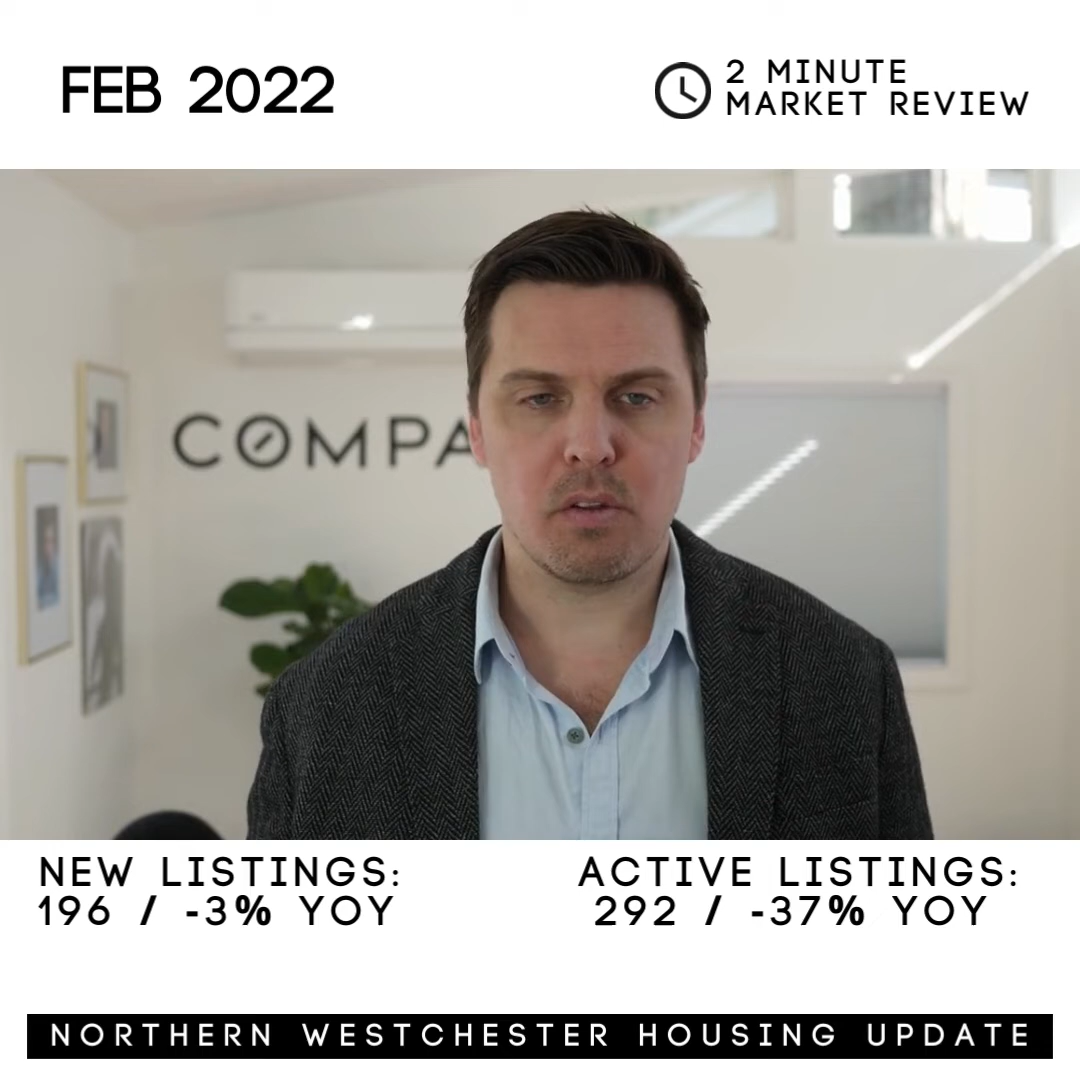 FEB 2022
2 MINUTE
MARKET REVIEW
COMPA
NEW LISTINGS:
196 / -3% YOY
ACTIVE LISTINGS:
292 / -37% YOY
NORTHERN WESTCHESTER HOUSING UPDATE